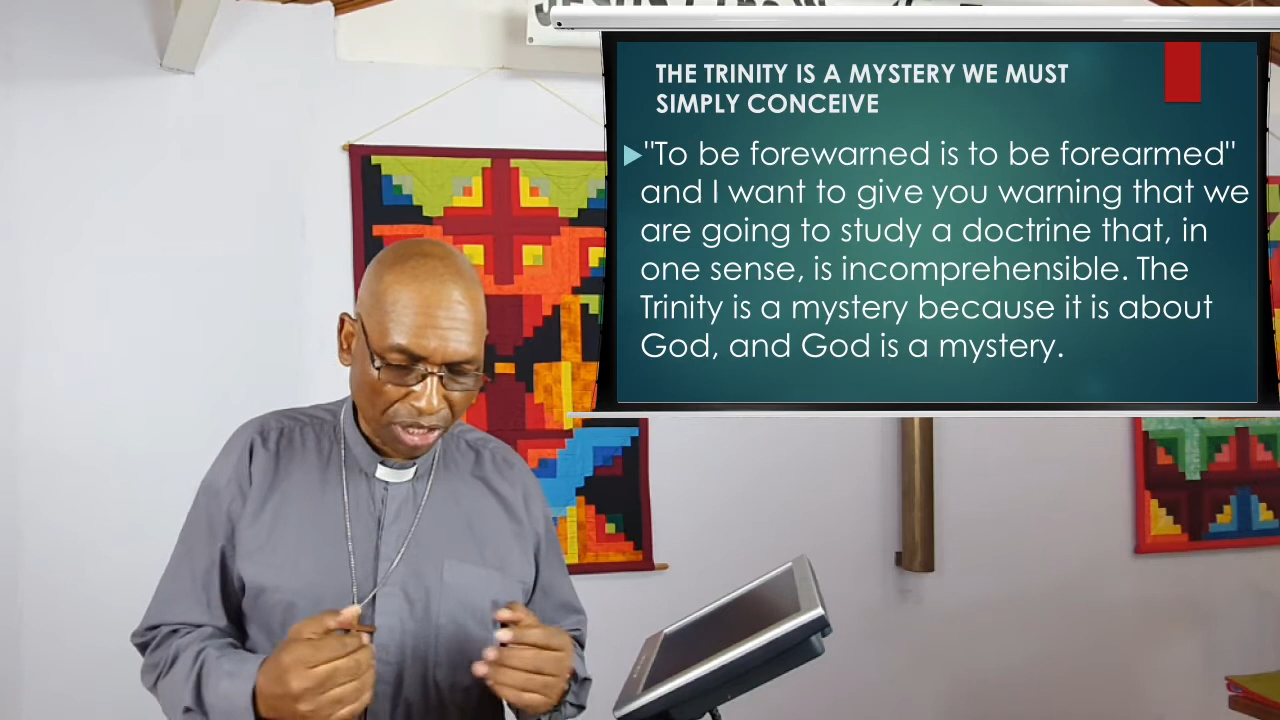 THE TRINITY IS A MYSTERY WE MUST
SIMPLY CONCEIVE
"To be forewarned is to be forearmed"
and I want to give you warning that we
are going to study a doctrine that, in
one sense, is incomprehensible. The
Trinity is a mystery because it is about
God, and God is a mystery.